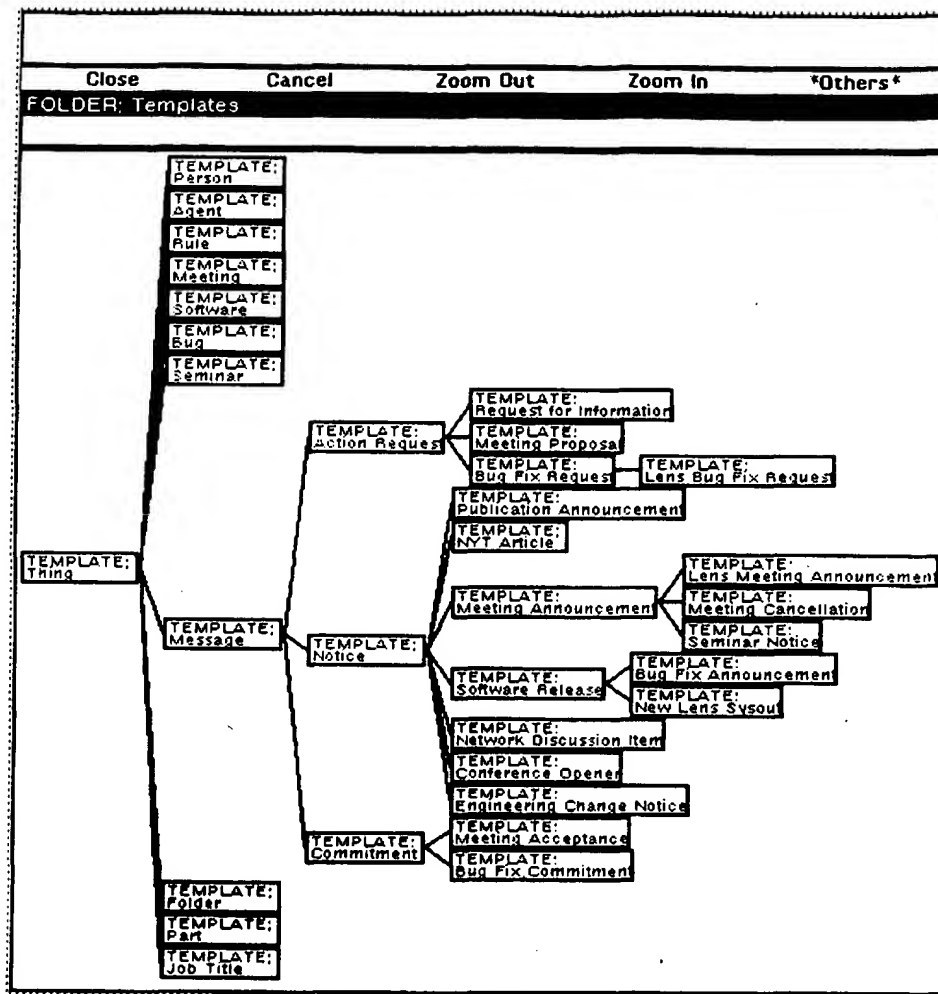 Close Cancel Zoom Out Zoom In *Others*
FOLDER: Templates
TEMPLATE:
Person
TEMPLATE:
Agent
TEMPLATE:
Rule
TEMPLATE:
Meeting
TEMPLATE:
Software
TEMPLATE:
Bug
TEMPLATE:
Seminar
TEMPLATE:
Request for Information
TEMPLATE:
Action Request
TEMPLATE:
Meeting Proposal
TEMPLATE:
Bug Fix Request
TEMPLATE:
Lens Bug Fix Request
TEMPLATE:
Publication Announcement
TEMPLATE:
NYT Article
TEMPLATE:
Thing
TEMPLATE:
Lens Meeting Announcement
TEMPLATE:
Meeting Announcement
TEMPLATE:
Meeting Cancellation
TEMPLATE:
Message
TEMPLATE:
Seminar Notice
TEMPLATE:
Notice
TEMPLATE:
Bug Fix Announcement
TEMPLATE:
Software Release
TEMPLATE:
New Lens Sysout
TEMPLATE:
Network Discussion Item
TEMPLATE:
Conference Opener
TEMPLATE:
Engineering Change Notice
TEMPLATE:
Commitment
TEMPLATE:
Meeting Acceptance
TEMPLATE:
Bug Fix Commitment
TEMPLATE:
Folder
TEMPLATE:
Part
TEMPLATE:
Job Title